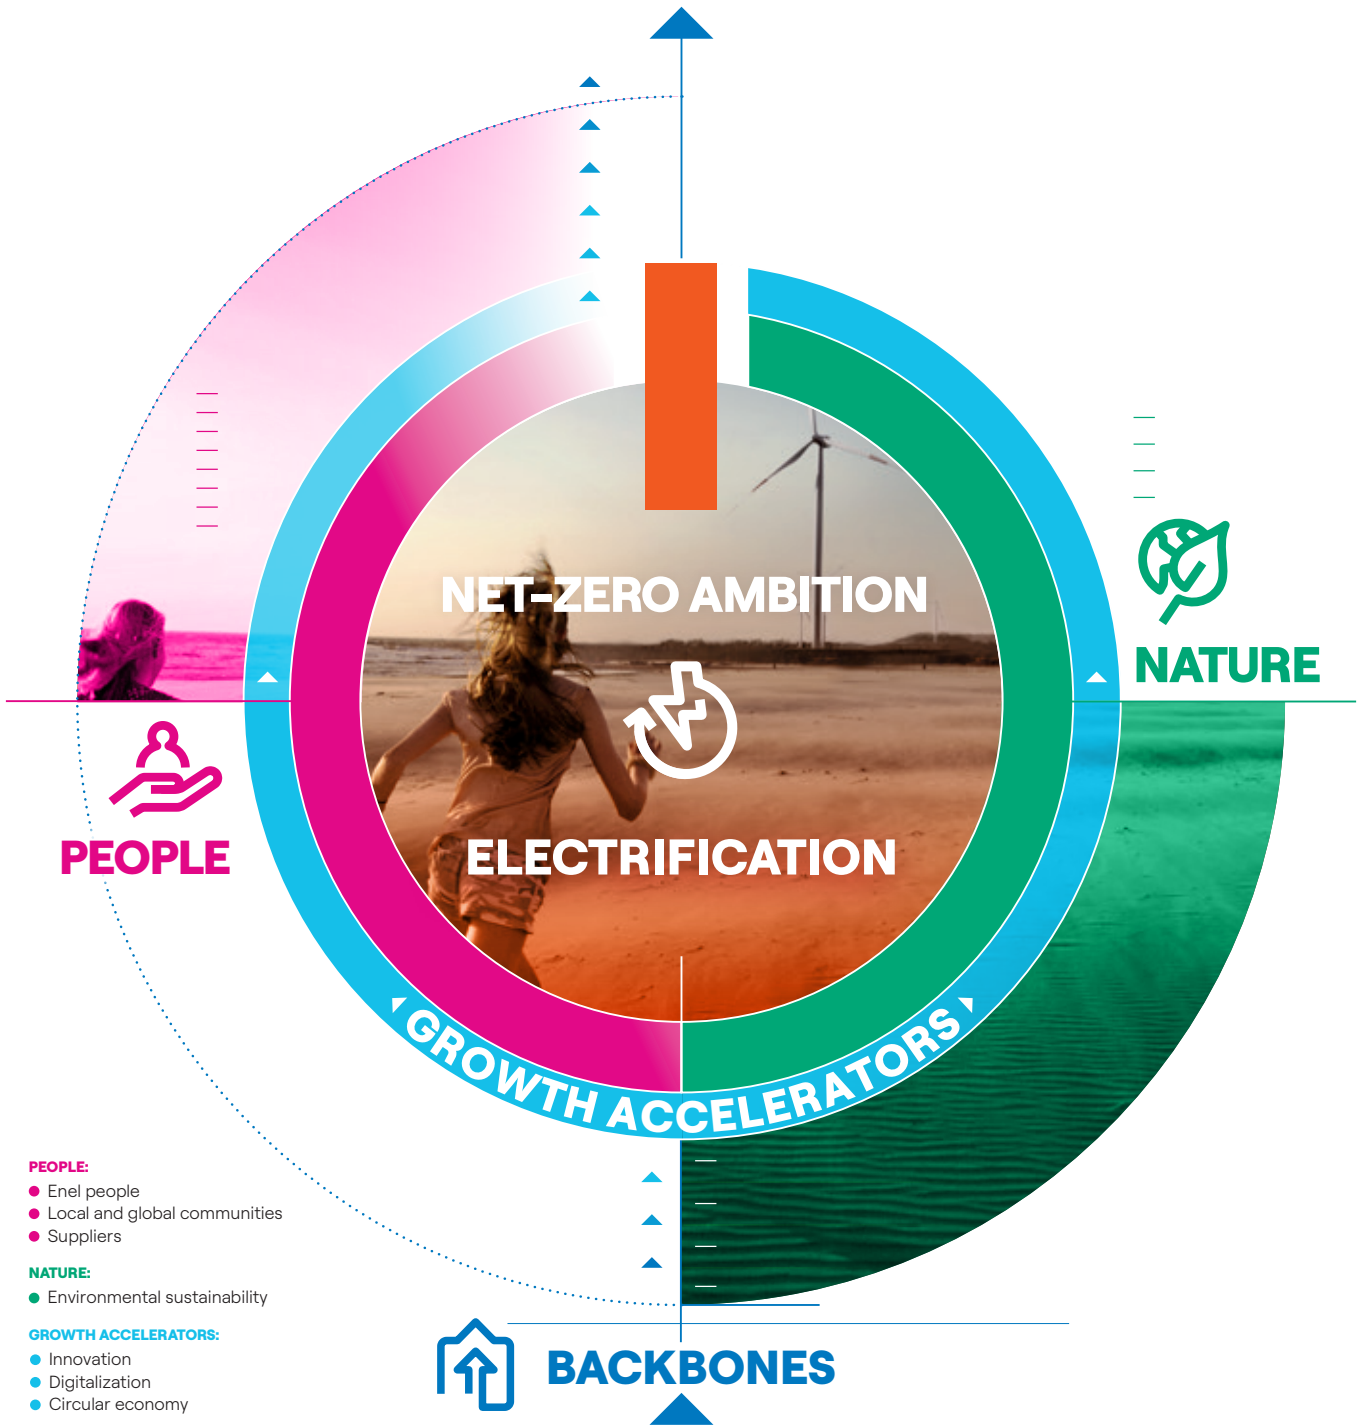 NET-ZERO AMBITION
NATURE
PEOPLE
ELECTRIFICATION
GROWTH ACCELERATORS
PEOPLE:
Enel people
Local and global communities
Suppliers
NATURE:
Environmental sustainability
GROWTH ACCELERATORS:
Innovation
Digitalization
Circular economy
BACKBONES